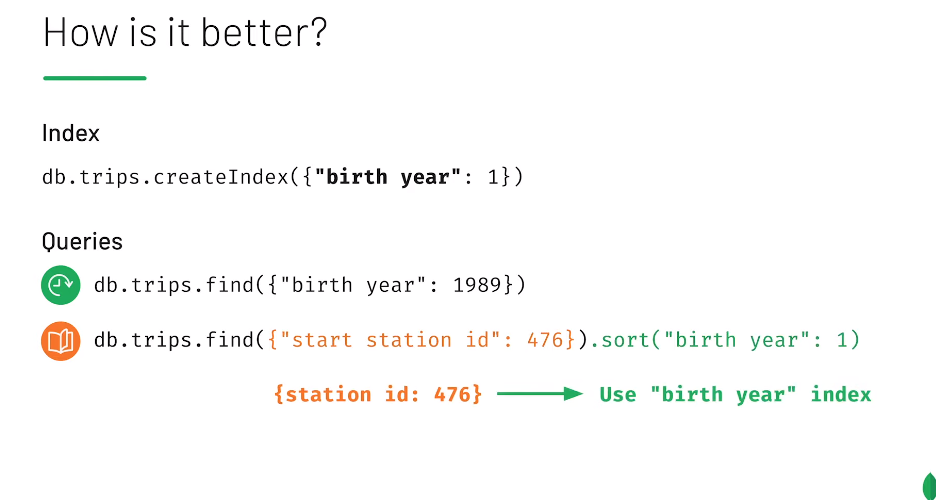 How is it better?
Index
db.trips.createIndex({"birth year": 1})
Queries
db.trips.find({"birth year": 1989})
db.trips.find({"start station id": 476}).sort("birth year": 1)
{station id: 476} Use "birth year" index